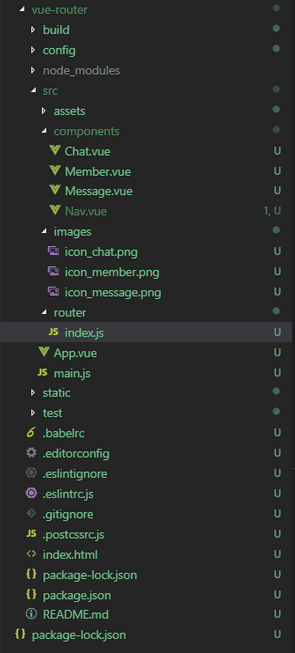 vue-router
build
config
node_modules
src
assets
components
Chat.vue U
Member.vue U
Message.vue U
Nav.vue 1, U
images
icon_chat.png U
icon_member.png U
icon_message.png U
router
JS index.js U
App.vue U
JS main.js U
static
test
6 .babelrc U
.editorconfig U
.eslintignore U
.eslintrc.js U
.gitignore U
JS .postcssrc.js U
<> index.html U
{} package-lock.json U
{} package.json U
README.md U
{} package-lock.json U